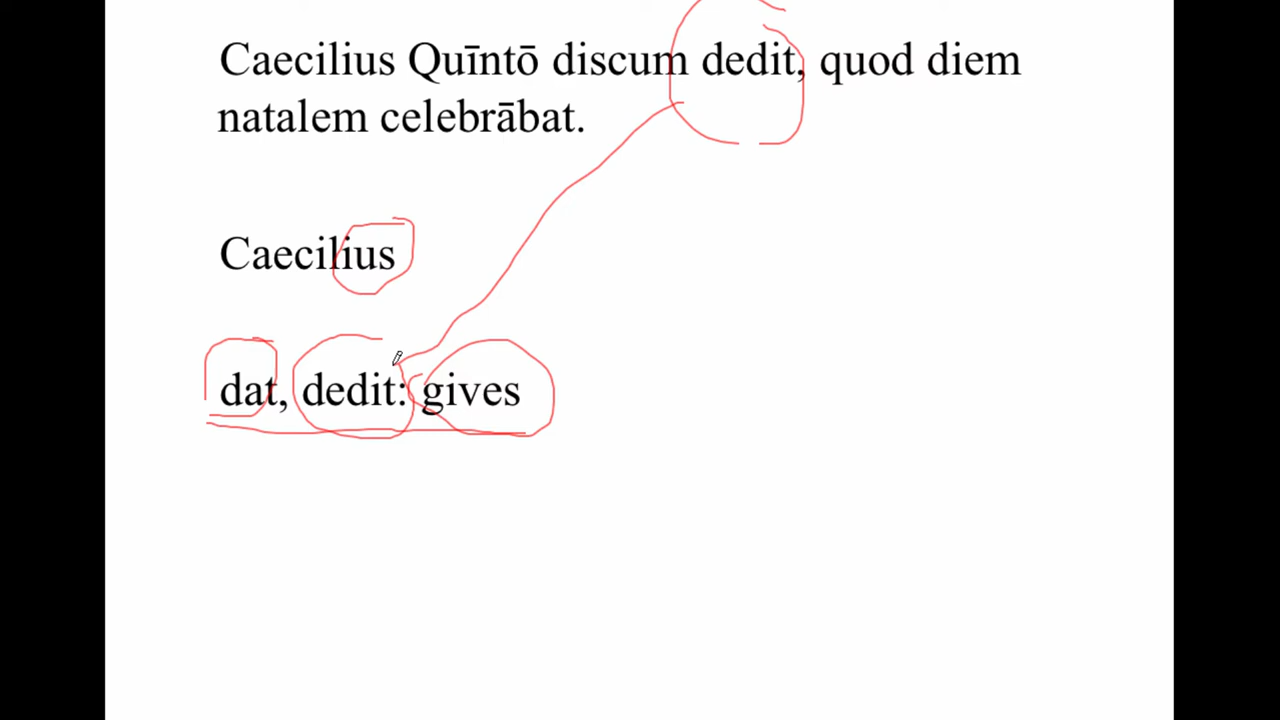 Caecilius Quīntō discum dedit, quod diem
natalem celebrābat.
Caecilius
dat, dedit: gives